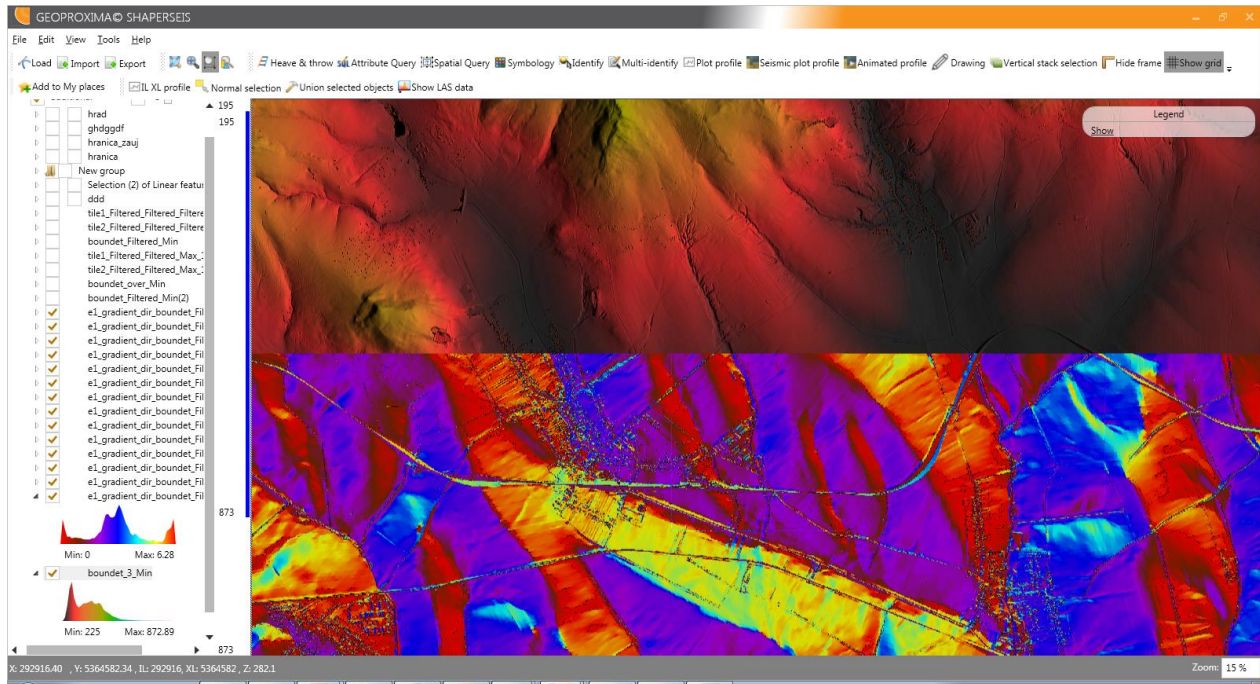 GEOPROXIMA© SHAPERSEIS
File Edit View Tools Help
Load Import Export Heave & throw Attribute Query Spatial Query Symbology Identify Multi-identify Plot profile Seismic plot profile Animated profile Drawing Vertical stack selection Hide frame Show grid
Add to My places IL XL profile Normal selection Union selected objects Show LAS data
195
195
Legend
Show
hrad
ghdggdf
hranica_zauj
hranica
New group
Selection (2) of Linear featur
ddd
tile1_Filtered_Filtered_Filtere
tile2_Filtered_Filtered_Filtere
boundet_Filtered_Min
tile1_Filtered_Filtered_Max_
tile2_Filtered_Filtered_Max_
boundet_over_Min
boundet_Filtered_Min(2)
e1_gradient_dir_boundet_Fil
e1_gradient_dir_boundet_Fil
e1_gradient_dir_boundet_Fil
e1_gradient_dir_boundet_Fil
e1_gradient_dir_boundet_Fil
e1_gradient_dir_boundet_Fil
e1_gradient_dir_boundet_Fil
e1_gradient_dir_boundet_Fil
e1_gradient_dir_boundet_Fil
e1_gradient_dir_boundet_Fil
e1_gradient_dir_boundet_Fil
e1_gradient_dir_boundet_Fil
e1_gradient_dir_boundet_Fil
e1_gradient_dir_boundet_Fil
873
Min: 0 Max: 6.28
boundet_3_Min
Min: 225 Max: 872.89
873
X: 292916.40 , Y: 5364582.34 , IL: 292916, XL: 5364582 , Z: 282.1
Zoom: 15 %